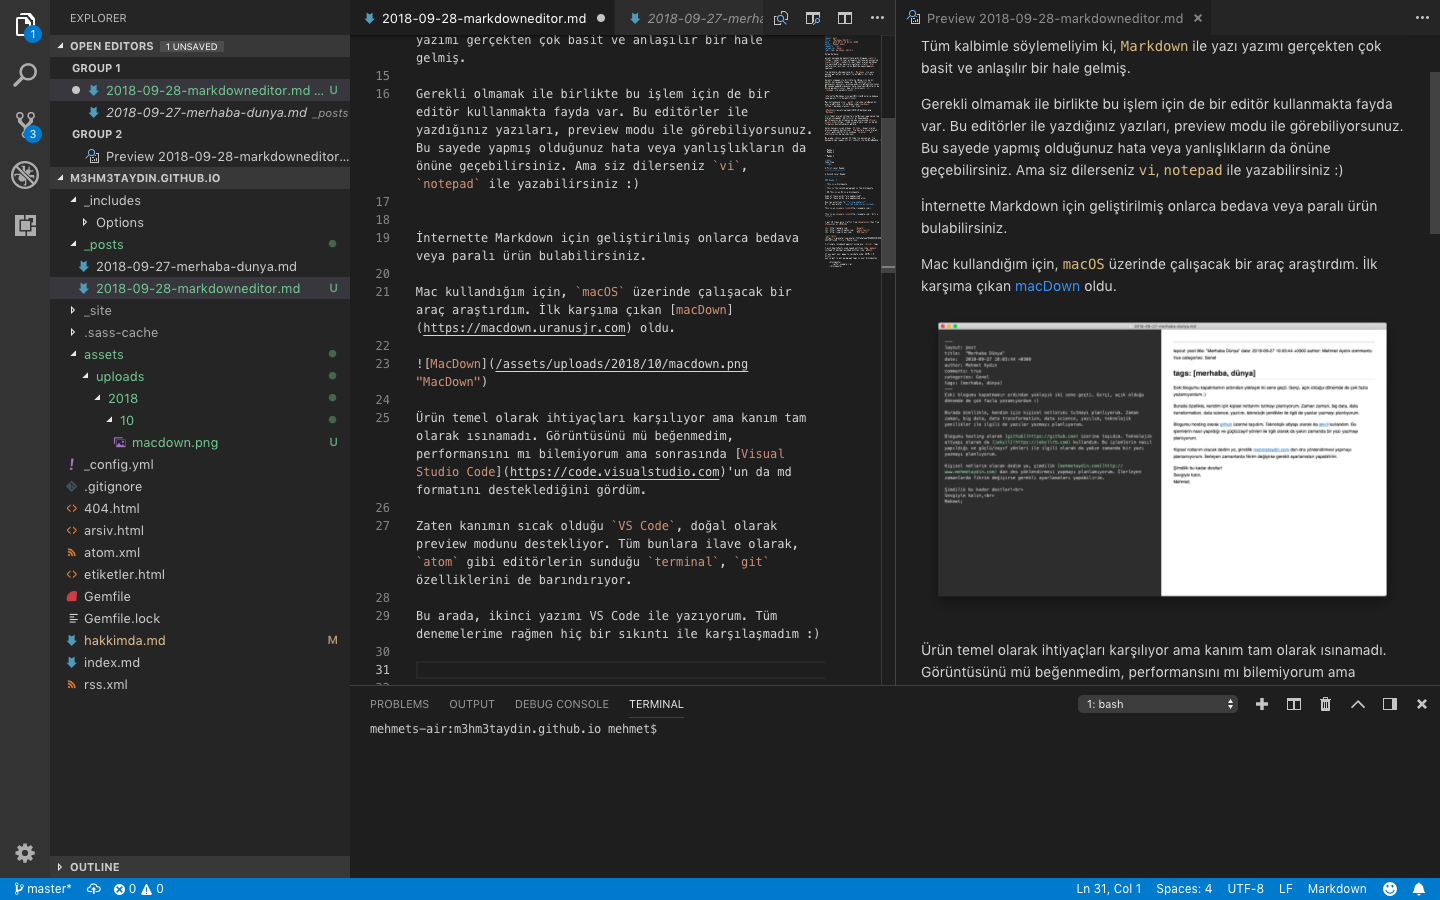 EXPLORER
OPEN EDITORS 1 UNSAVED
GROUP 1
2018-09-28-markdowneditor.md ... U
2018-09-27-merhaba-dunya.md _posts
GROUP 2
Preview 2018-09-28-markdowneditor...
M3HM3TAYDIN.GITHUB.IO
_includes
Options
_posts
2018-09-27-merhaba-dunya.md
2018-09-28-markdowneditor.md U
_site
.sass-cache
assets
uploads
2018
10
macdown.png U
_config.yml
.gitignore
404.html
arsiv.html
atom.xml
etiketler.html
Gemfile
Gemfile.lock
hakkimda.md M
index.md
rss.xml
OUTLINE
1
3
2018-09-28-markdowneditor.md
2018-09-27-merha
yazımı gerçekten çok basit ve anlaşılır bir hale
gelmiş.
15
16 Gerekli olmamak ile birlikte bu işlem için de bir
editör kullanmakta fayda var. Bu editörler ile
yazdığınız yazıları, preview modu ile görebiliyorsunuz.
Bu sayede yapmış olduğunuz hata veya yanlışlıkların da
önüne geçebilirsiniz. Ama siz dilerseniz `vi`,
`notepad` ile yazabilirsiniz :)
17
18
19 İnternette Markdown için geliştirilmiş onlarca bedava
veya paralı ürün bulabilirsiniz.
20
21 Mac kullandığım için, `macOS` üzerinde çalışacak bir
araç araştırdım. İlk karşıma çıkan [macDown]
(https://macdown.uranusjr.com) oldu.
22
23 ![MacDown](/assets/uploads/2018/10/macdown.png
"MacDown")
24
25 Ürün temel olarak ihtiyaçları karşılıyor ama kanım tam
olarak ısınamadı. Görüntüsünü mü beğenmedim,
performansını mı bilemiyorum ama sonrasında [Visual
Studio Code](https://code.visualstudio.com)'un da md
formatını desteklediğini gördüm.
26
27 Zaten kanımın sıcak olduğu `VS Code`, doğal olarak
preview modunu destekliyor. Tüm bunlara ilave olarak,
`atom` gibi editörlerin sunduğu `terminal`, `git`
özelliklerini de barındırıyor.
28
29 Bu arada, ikinci yazımı VS Code ile yazıyorum. Tüm
denemelerime rağmen hiç bir sıkıntı ile karşılaşmadım :)
30
31
Preview 2018-09-28-markdowneditor.md
Tüm kalbimle söylemeliyim ki, Markdown ile yazı yazımı gerçekten çok
basit ve anlaşılır bir hale gelmiş.
Gerekli olmamak ile birlikte bu işlem için de bir editör kullanmakta fayda
var. Bu editörler ile yazdığınız yazıları, preview modu ile görebiliyorsunuz.
Bu sayede yapmış olduğunuz hata veya yanlışlıkların da önüne
geçebilirsiniz. Ama siz dilerseniz vi, notepad ile yazabilirsiniz :)
İnternette Markdown için geliştirilmiş onlarca bedava veya paralı ürün
bulabilirsiniz.
Mac kullandığım için, macOS üzerinde çalışacak bir araç araştırdım. İlk
karşıma çıkan macDown oldu.
tags: [merhaba, dünya]
Ürün temel olarak ihtiyaçları karşılıyor ama kanım tam olarak ısınamadı.
Görüntüsünü mü beğenmedim, performansını mı bilemiyorum ama
PROBLEMS OUTPUT DEBUG CONSOLE TERMINAL
1: bash
mehmets-air:m3hm3taydin.github.io mehmet$
master* 0 0
Ln 31, Col 1 Spaces: 4 UTF-8 LF Markdown